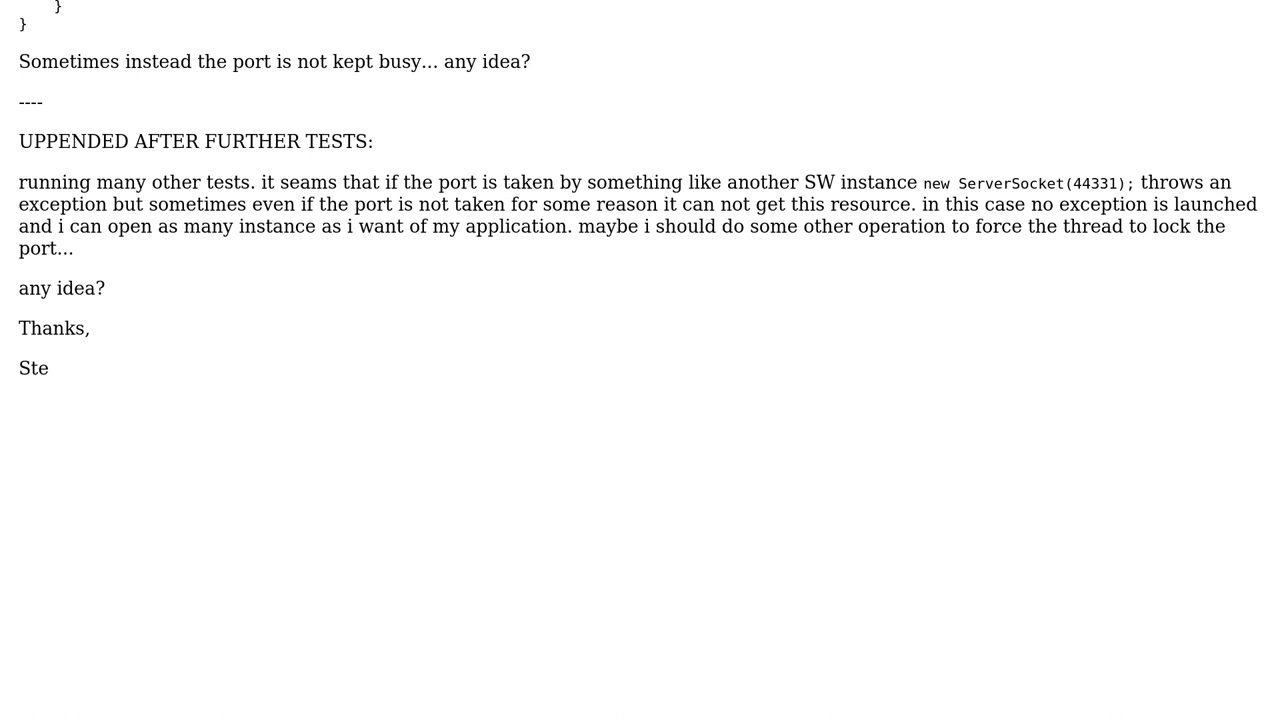 }
}
Sometimes instead the port is not kept busy... any idea?
----
UPPENDED AFTER FURTHER TESTS:
running many other tests. it seams that if the port is taken by something like another SW instance new ServerSocket(44331); throws an
exception but sometimes even if the port is not taken for some reason it can not get this resource. in this case no exception is launched
and i can open as many instance as i want of my application. maybe i should do some other operation to force the thread to lock the
port...
any idea?
Thanks,
Ste